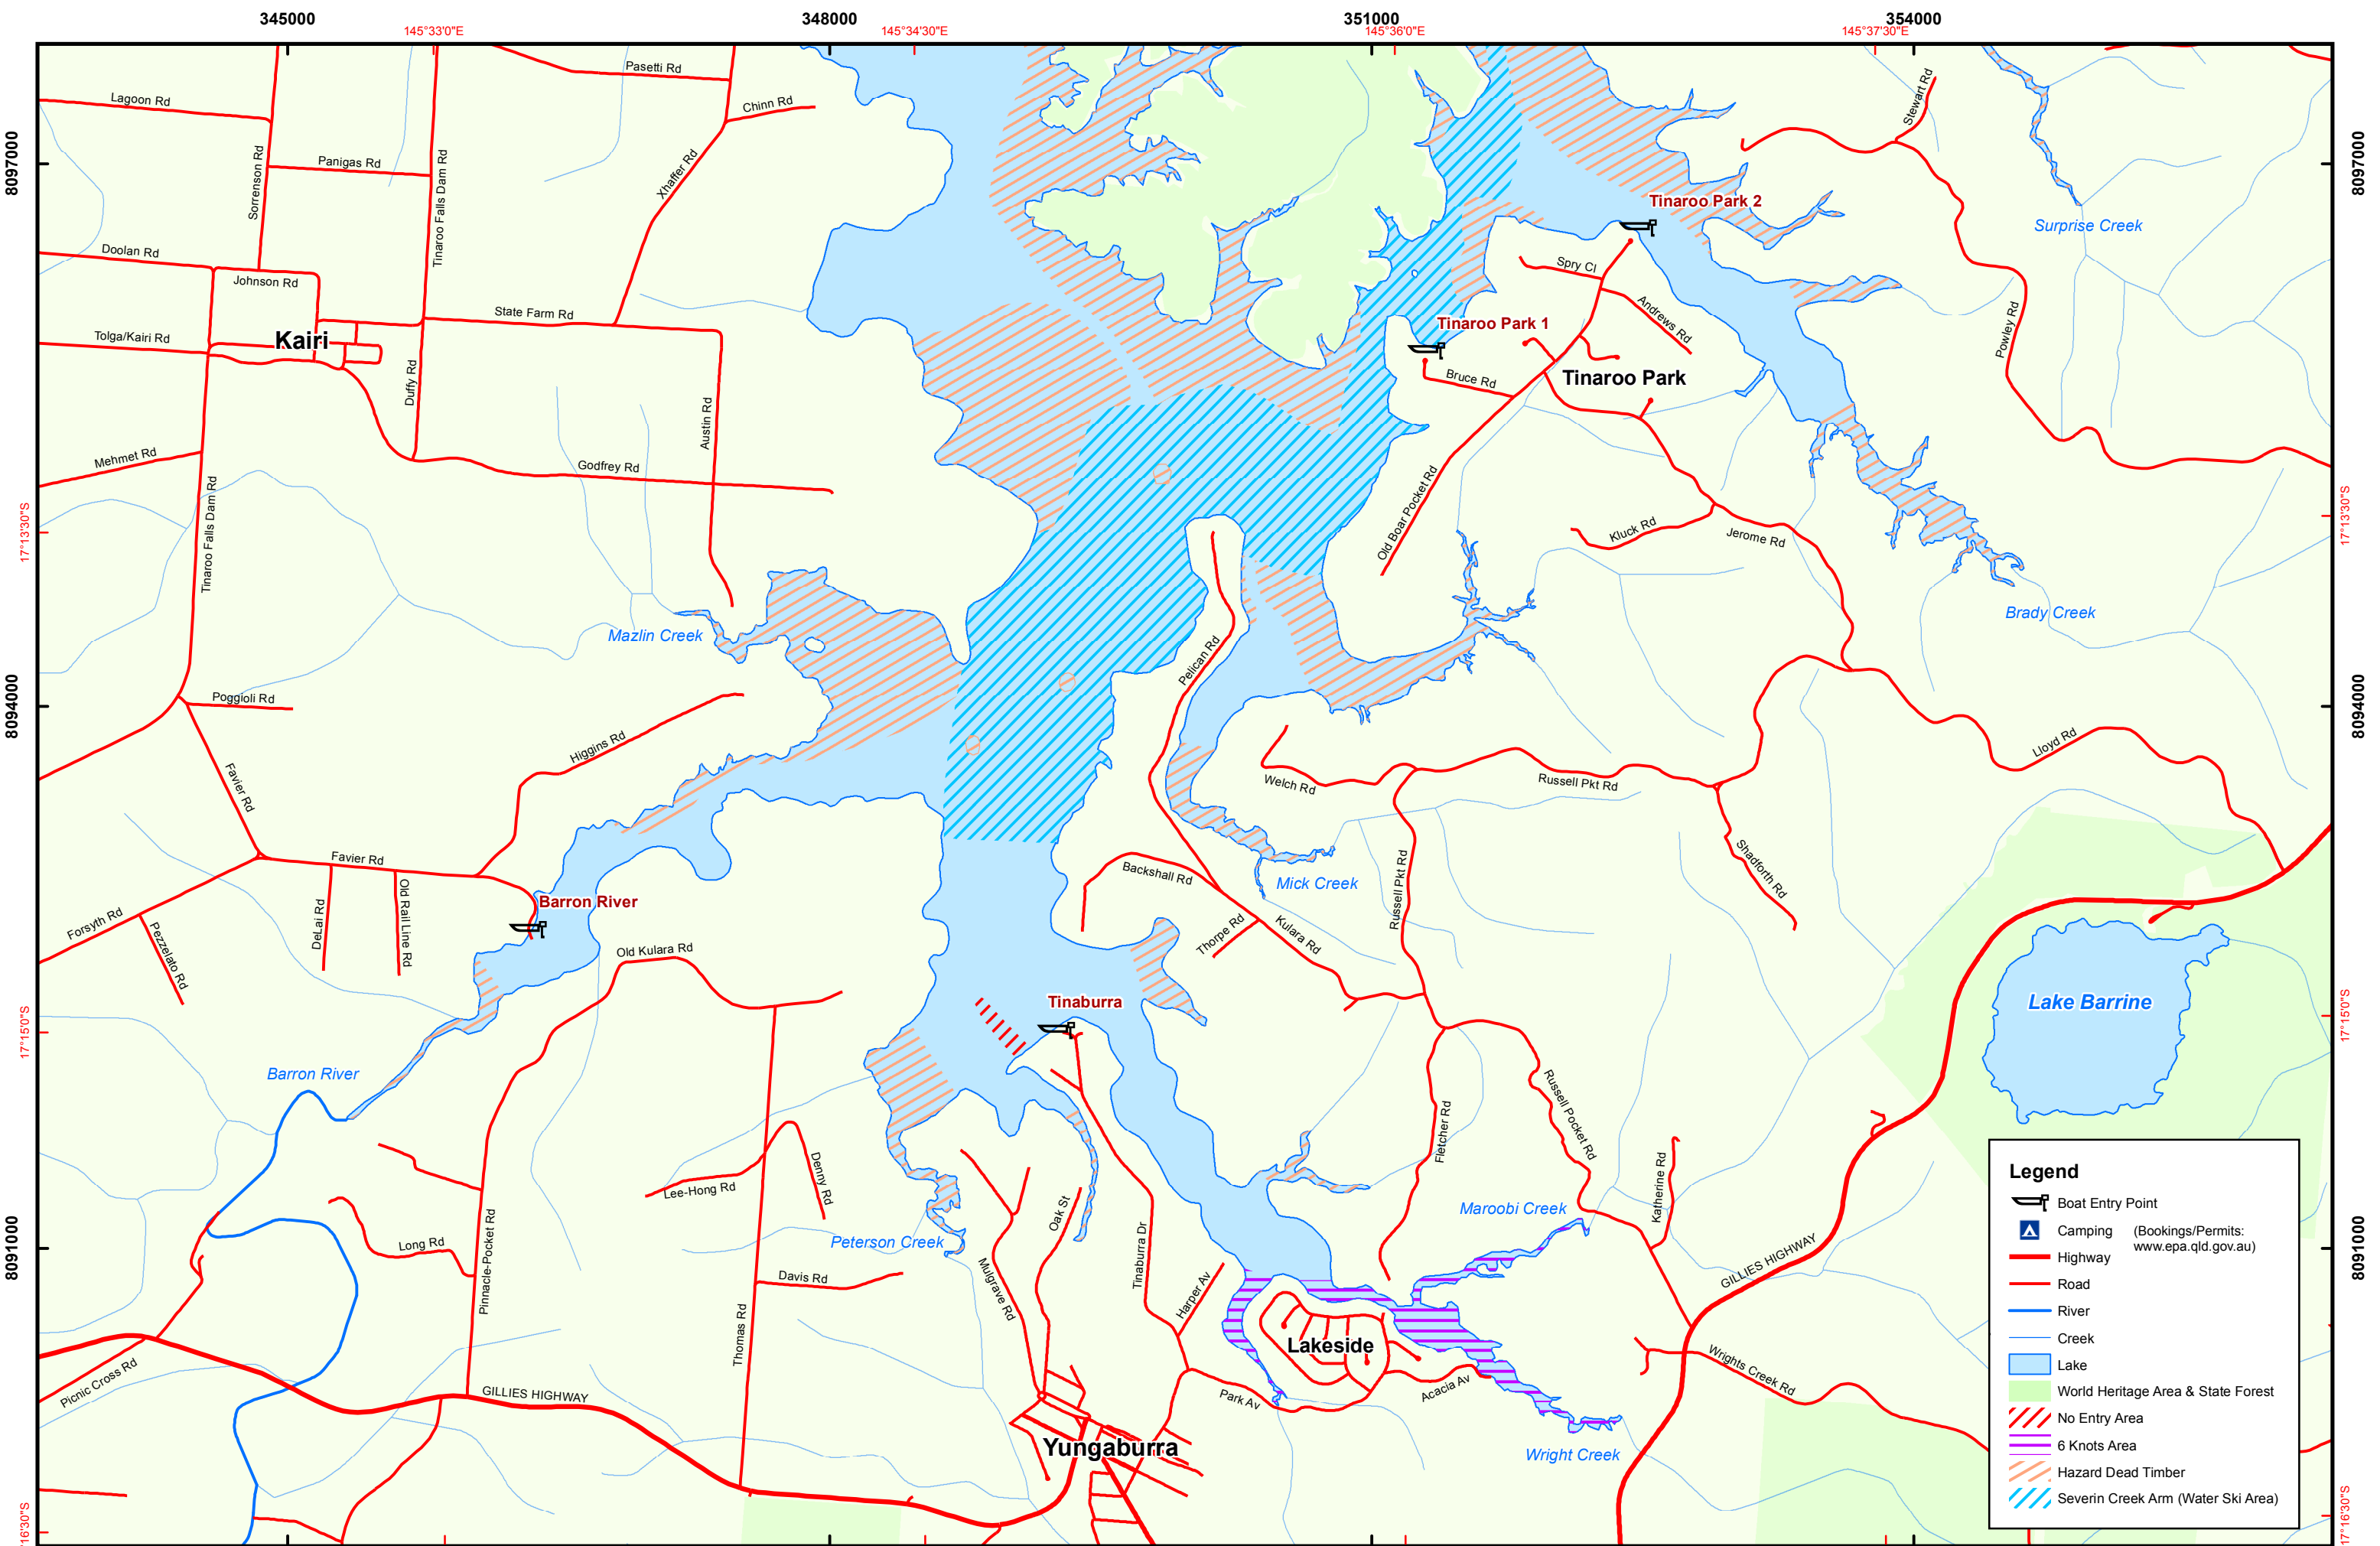 345000
348000
351000
354000
145°33'0"E
145°34'30"E
145°36'0"E
145°37'30"E
Pasetti Rd
Lagoon Rd
Chinn Rd
Stewart Rd
8097000
8097000
Sorrenson Rd
Panigas Rd
Tinaroo Falls Dam Rd
Xhaffer Rd
Tinaroo Park 2
Surprise Creek
Doolan Rd
Johnson Rd
Spry Cl
Andrews Rd
State Farm Rd
Tinaroo Park 1
Powley Rd
Tolga/Kairi Rd
Kairi
Duffy Rd
Bruce Rd
Tinaroo Park
Austin Rd
Mehmet Rd
Godfrey Rd
Old Boar Pocket Rd
17°13'30"S
17°13'30"S
Tinaroo Falls Dam Rd
Kluck Rd
Jerome Rd
Brady Creek
Mazlin Creek
Pelican Rd
8094000
8094000
Poggioli Rd
Higgins Rd
Lloyd Rd
Favier Rd
Welch Rd
Russell Pkt Rd
Favier Rd
Backshall Rd
Mick Creek
Russell Pkt Rd
Shadforth Rd
Forsyth Rd
Pezzelato Rd
DeLai Rd
Old Rail Line Rd
Barron River
Thorpe Rd
Kulara Rd
Old Kulara Rd
Tinaburra
Lake Barrine
17°15'0"S
17°15'0"S
Barron River
Fletcher Rd
Russell Pocket Rd
Katherine Rd
Lee-Hong Rd
Denny Rd
Oak St
Maroobi Creek
Pinnacle-Pocket Rd
Long Rd
Peterson Creek
Mulgrave Rd
Tinaburra Dr
Harper Av
8091000
8091000
GILLIES HIGHWAY
Davis Rd
Thomas Rd
Lakeside
Picnic Cross Rd
GILLIES HIGHWAY
Park Av
Acacia Av
Wrights Creek Rd
Yungaburra
Wright Creek
Legend
Boat Entry Point
Camping (Bookings/Permits:
www.epa.qld.gov.au)
Highway
Road
River
Creek
Lake
World Heritage Area & State Forest
No Entry Area
6 Knots Area
Hazard Dead Timber
Severin Creek Arm (Water Ski Area)
°16'30"S
17°16'30"S